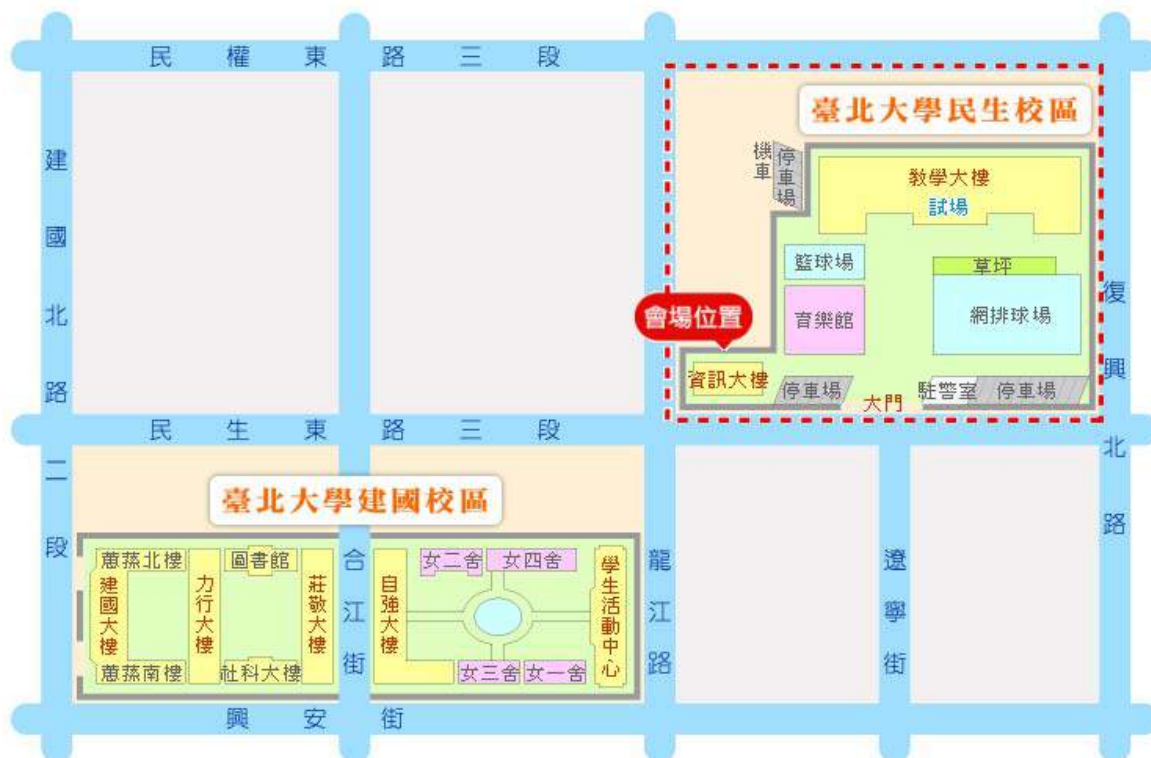 民權東路三段
臺北大學民生校區
機車
停車場
教學大樓
試場
建國北路二段
籃球場
草坪
復興北路
會場位置
育樂館
網排球場
資訊大樓
停車場
大門
駐警室
停車場
民生東路三段
臺北大學建國校區
蕙蓀北樓
圖書館
女二舍
女四舍
建國大樓
力行大樓
莊敬大樓
合江街
自強大樓
學生活動中心
龍江路
遼寧街
蕙蓀南樓
社科大樓
女三舍
女一舍
興安街